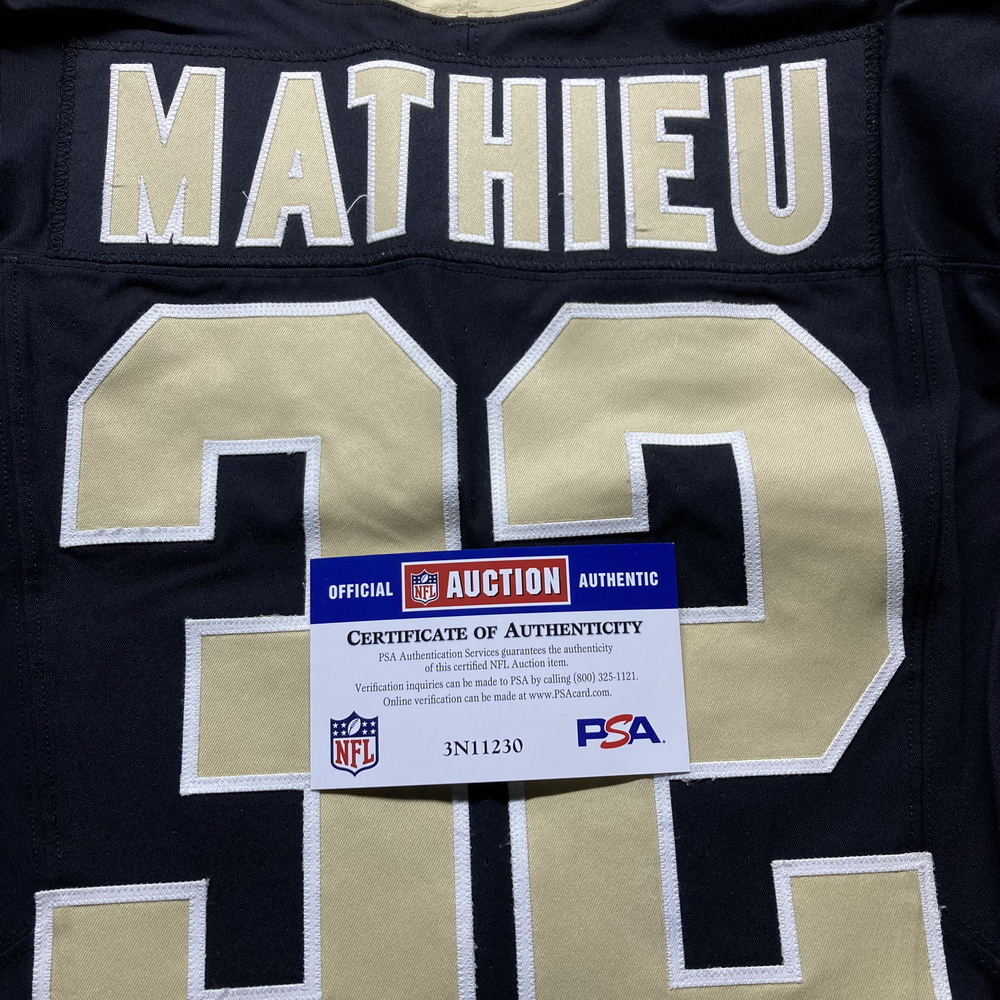 MATHIEU
32
OFFICIAL NFL AUCTION AUTHENTIC
CERTIFICATE OF AUTHENTICITY
PSA Authentication Services guarantees the authenticity
of this certified NFL Auction item.
Verification inquiries can be made to PSA by calling (800) 325-1121.
Online verification can be made at www.PSAcard.com.
NFL 3N11230 PSA.